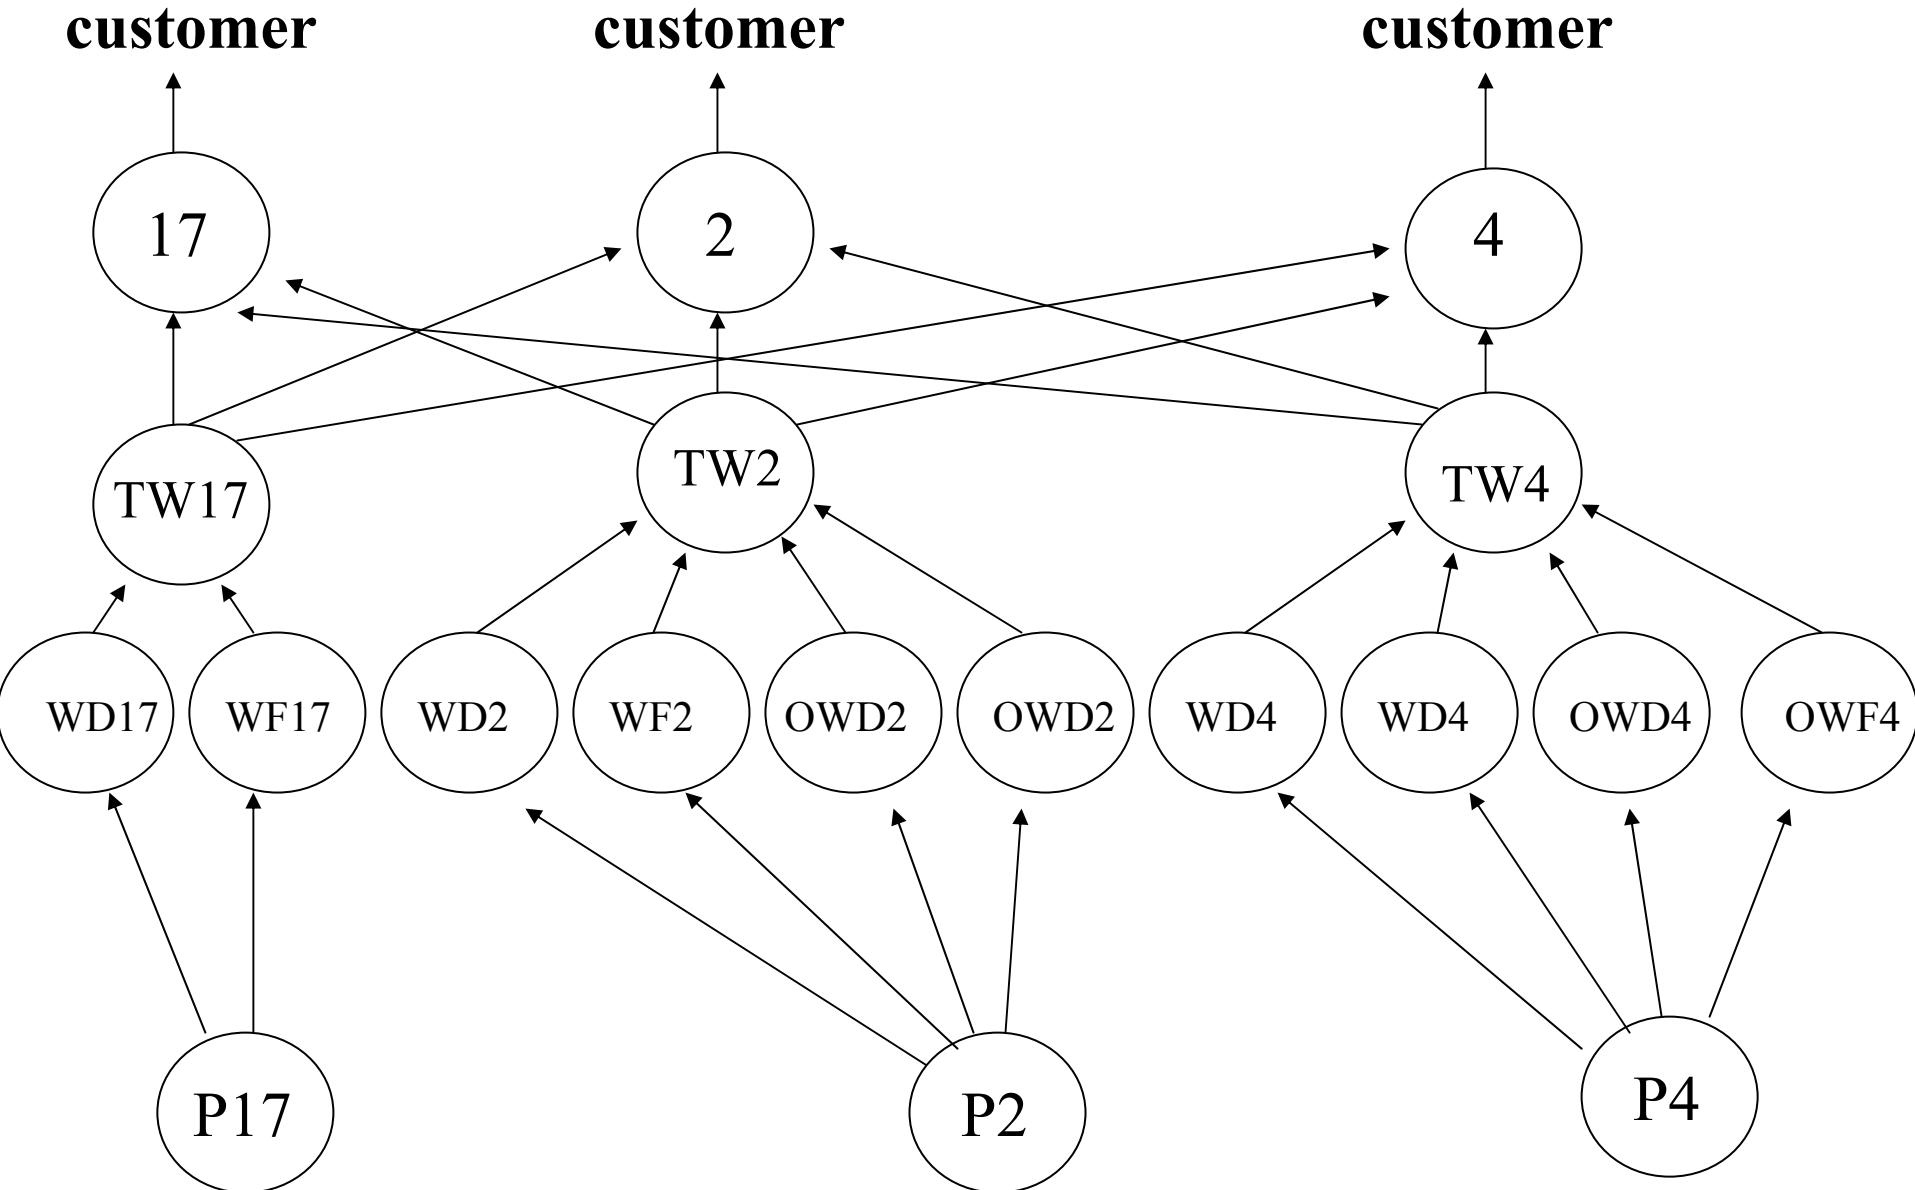 customer customer customer
17 2 4
TW17 TW2 TW4
WD17 WF17 WD2 WF2 OWD2 OWD2 WD4 WD4 OWD4 OWF4
P17 P2 P4